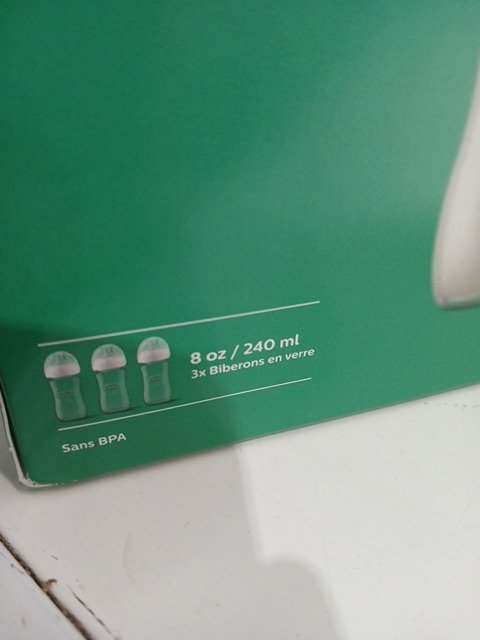 8 oz / 240 ml
3x Biberons en verre
Sans BPA